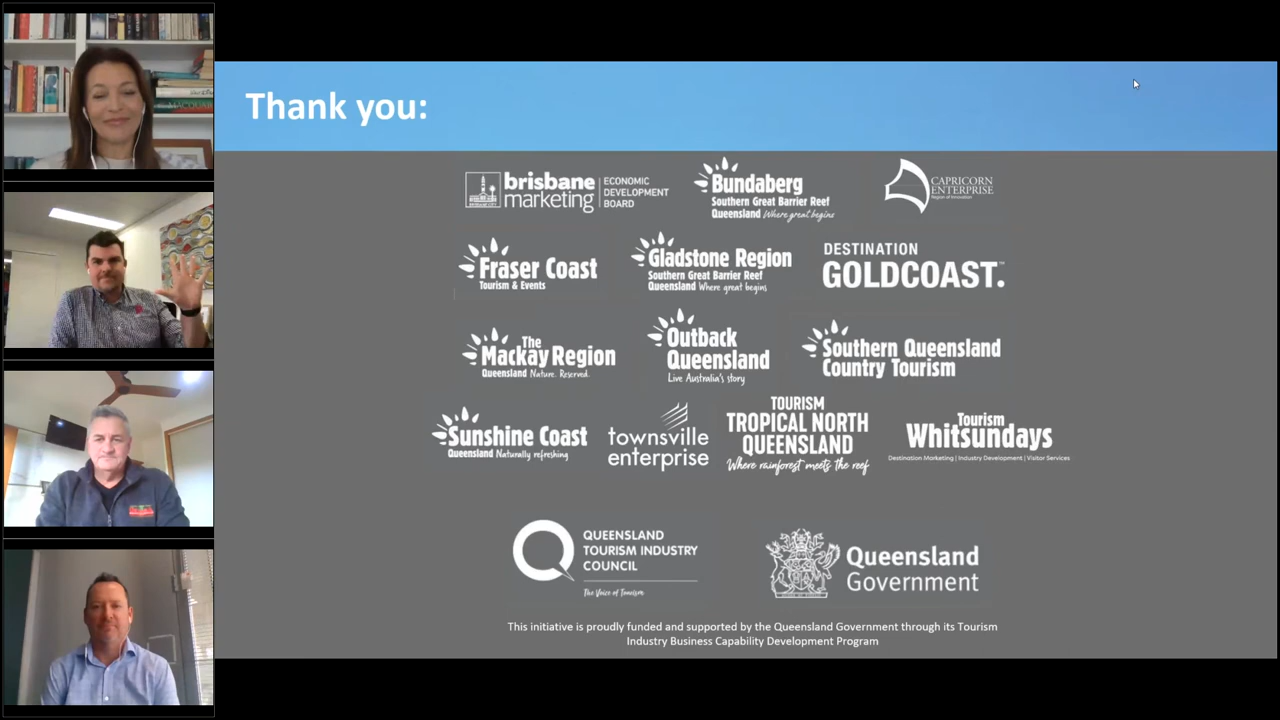 MACQUAR
Thank you:
brisbane
marketing
ECONOMIC
DEVELOPMENT
BOARD
Bundaberg
Southern Great Barrier Reef
Queensland Where great begins
CAPRICORN
ENTERPRISE
Region of Innovation
Fraser Coast
Tourism & Events
Gladstone Region
Southern Great Barrier Reef
Queensland Where great begins
DESTINATION
GOLDCOAST.™
The
Mackay Region
Queensland Nature. Reserved.
Outback
Queensland
Live Australia's story
Southern Queensland
Country Tourism
Sunshine Coast
Queensland Naturally refreshing
townsville
enterprise
TOURISM
TROPICAL NORTH
QUEENSLAND
Where rainforest meets the reef
Tourism
Whitsundays
Destination Marketing | Industry Development | Visitor Services
QUEENSLAND
TOURISM INDUSTRY
COUNCIL
The Voice of Tourism
Queensland
Government
This initiative is proudly funded and supported by the Queensland Government through its Tourism
Industry Business Capability Development Program